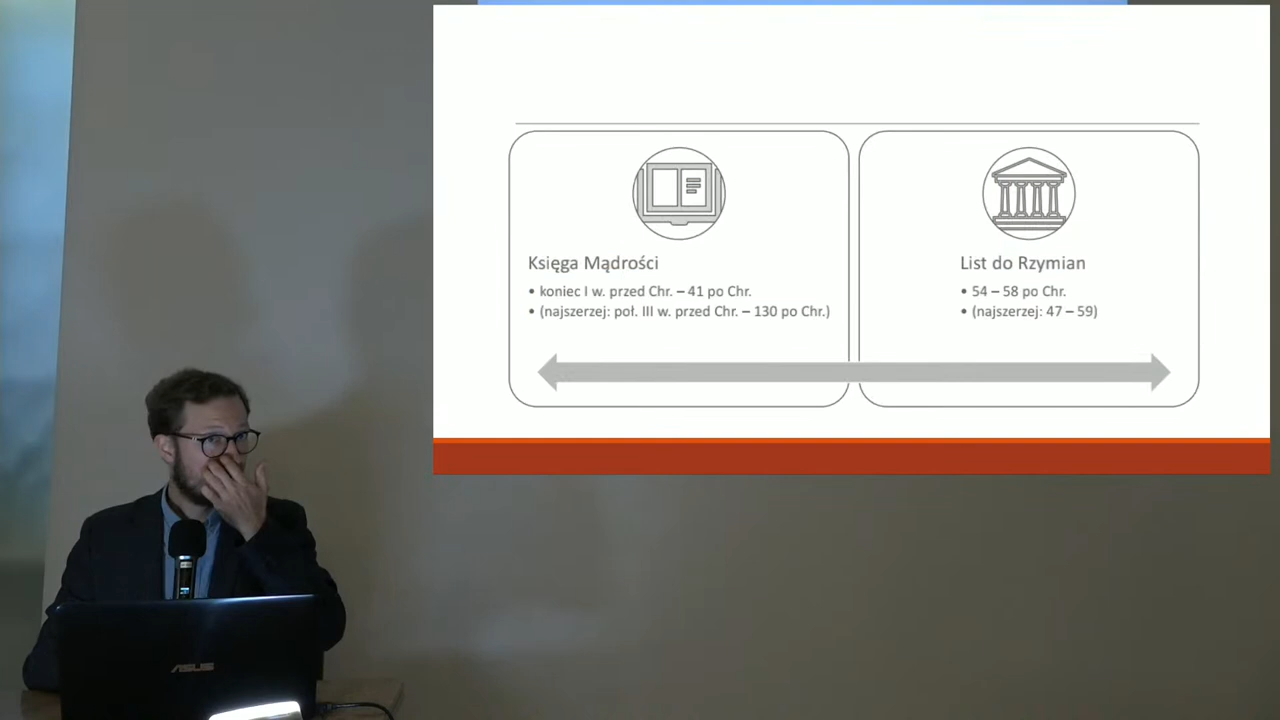 Księga Mądrości
• koniec I w. przed Chr. – 41 po Chr.
• (najszerzej: poł. III w. przed Chr. – 130 po Chr.)
List do Rzymian
• 54 – 58 po Chr.
• (najszerzej: 47 – 59)
ASUS